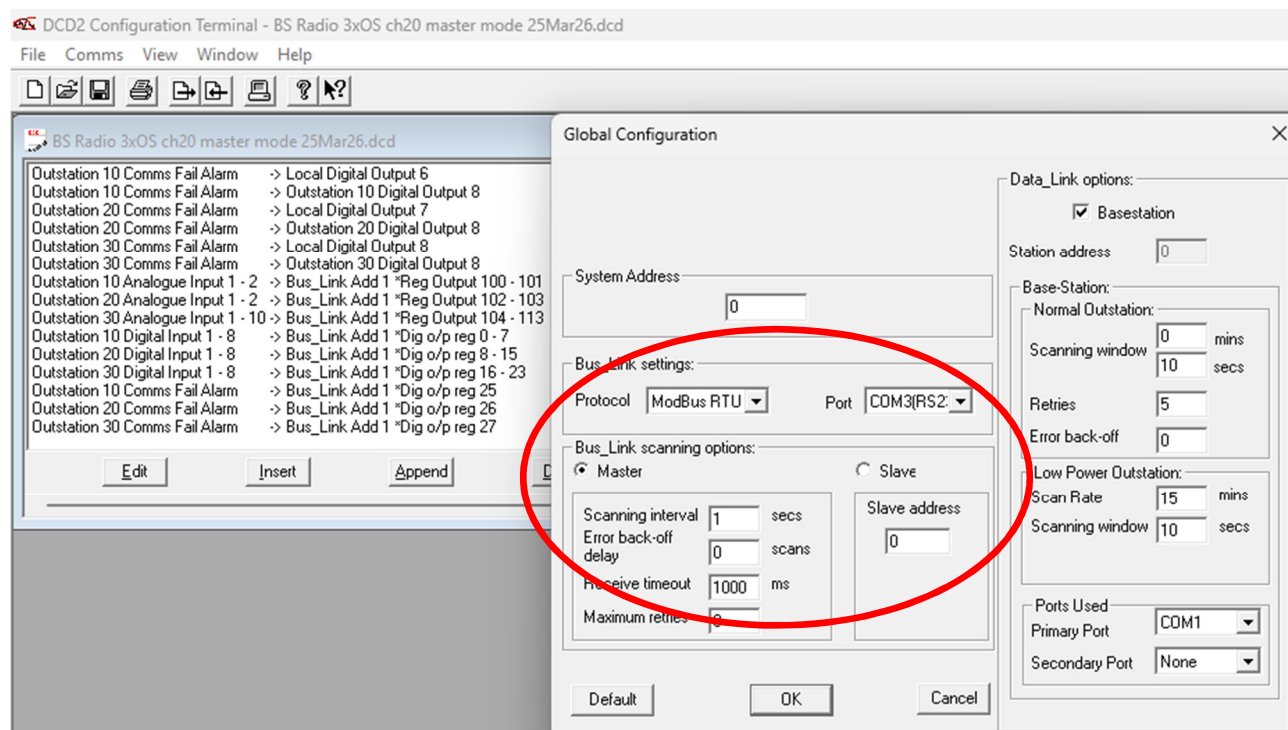 DCD2 Configuration Terminal - BS Radio 3xOS ch20 master mode 25Mar26.dcd
File Comms View Window Help
BS Radio 3xOS ch20 master mode 25Mar26.dcd
Outstation 10 Comms Fail Alarm -> Local Digital Output 6
Outstation 10 Comms Fail Alarm -> Outstation 10 Digital Output 8
Outstation 20 Comms Fail Alarm -> Local Digital Output 7
Outstation 20 Comms Fail Alarm -> Outstation 20 Digital Output 8
Outstation 30 Comms Fail Alarm -> Local Digital Output 8
Outstation 30 Comms Fail Alarm -> Outstation 30 Digital Output 8
Outstation 10 Analogue Input 1 - 2 -> Bus_Link Add 1 *Reg Output 100 - 101
Outstation 20 Analogue Input 1 - 2 -> Bus_Link Add 1 *Reg Output 102 - 103
Outstation 30 Analogue Input 1 - 10 -> Bus_Link Add 1 *Reg Output 104 - 113
Outstation 10 Digital Input 1 - 8 -> Bus_Link Add 1 *Dig o/p reg 0 - 7
Outstation 20 Digital Input 1 - 8 -> Bus_Link Add 1 *Dig o/p reg 8 - 15
Outstation 30 Digital Input 1 - 8 -> Bus_Link Add 1 *Dig o/p reg 16 - 23
Outstation 10 Comms Fail Alarm -> Bus_Link Add 1 *Dig o/p reg 25
Outstation 20 Comms Fail Alarm -> Bus_Link Add 1 *Dig o/p reg 26
Outstation 30 Comms Fail Alarm -> Bus_Link Add 1 *Dig o/p reg 27
Edit Insert Append
Global Configuration
System Address
0
Bus_Link settings:
Protocol ModBus RTU Port COM3(RS2
Bus_Link scanning options:
Master Slave
Scanning interval 1 secs
Error back-off
delay 0 scans
Receive timeout 1000 ms
Maximum retries
Slave address
0
Default OK Cancel
Data_Link options:
Basestation
Station address 0
Base-Station:
Normal Outstation:
Scanning window 0 mins
10 secs
Retries 5
Error back-off 0
Low Power Outstation:
Scan Rate 15 mins
Scanning window 10 secs
Ports Used
Primary Port COM1
Secondary Port None